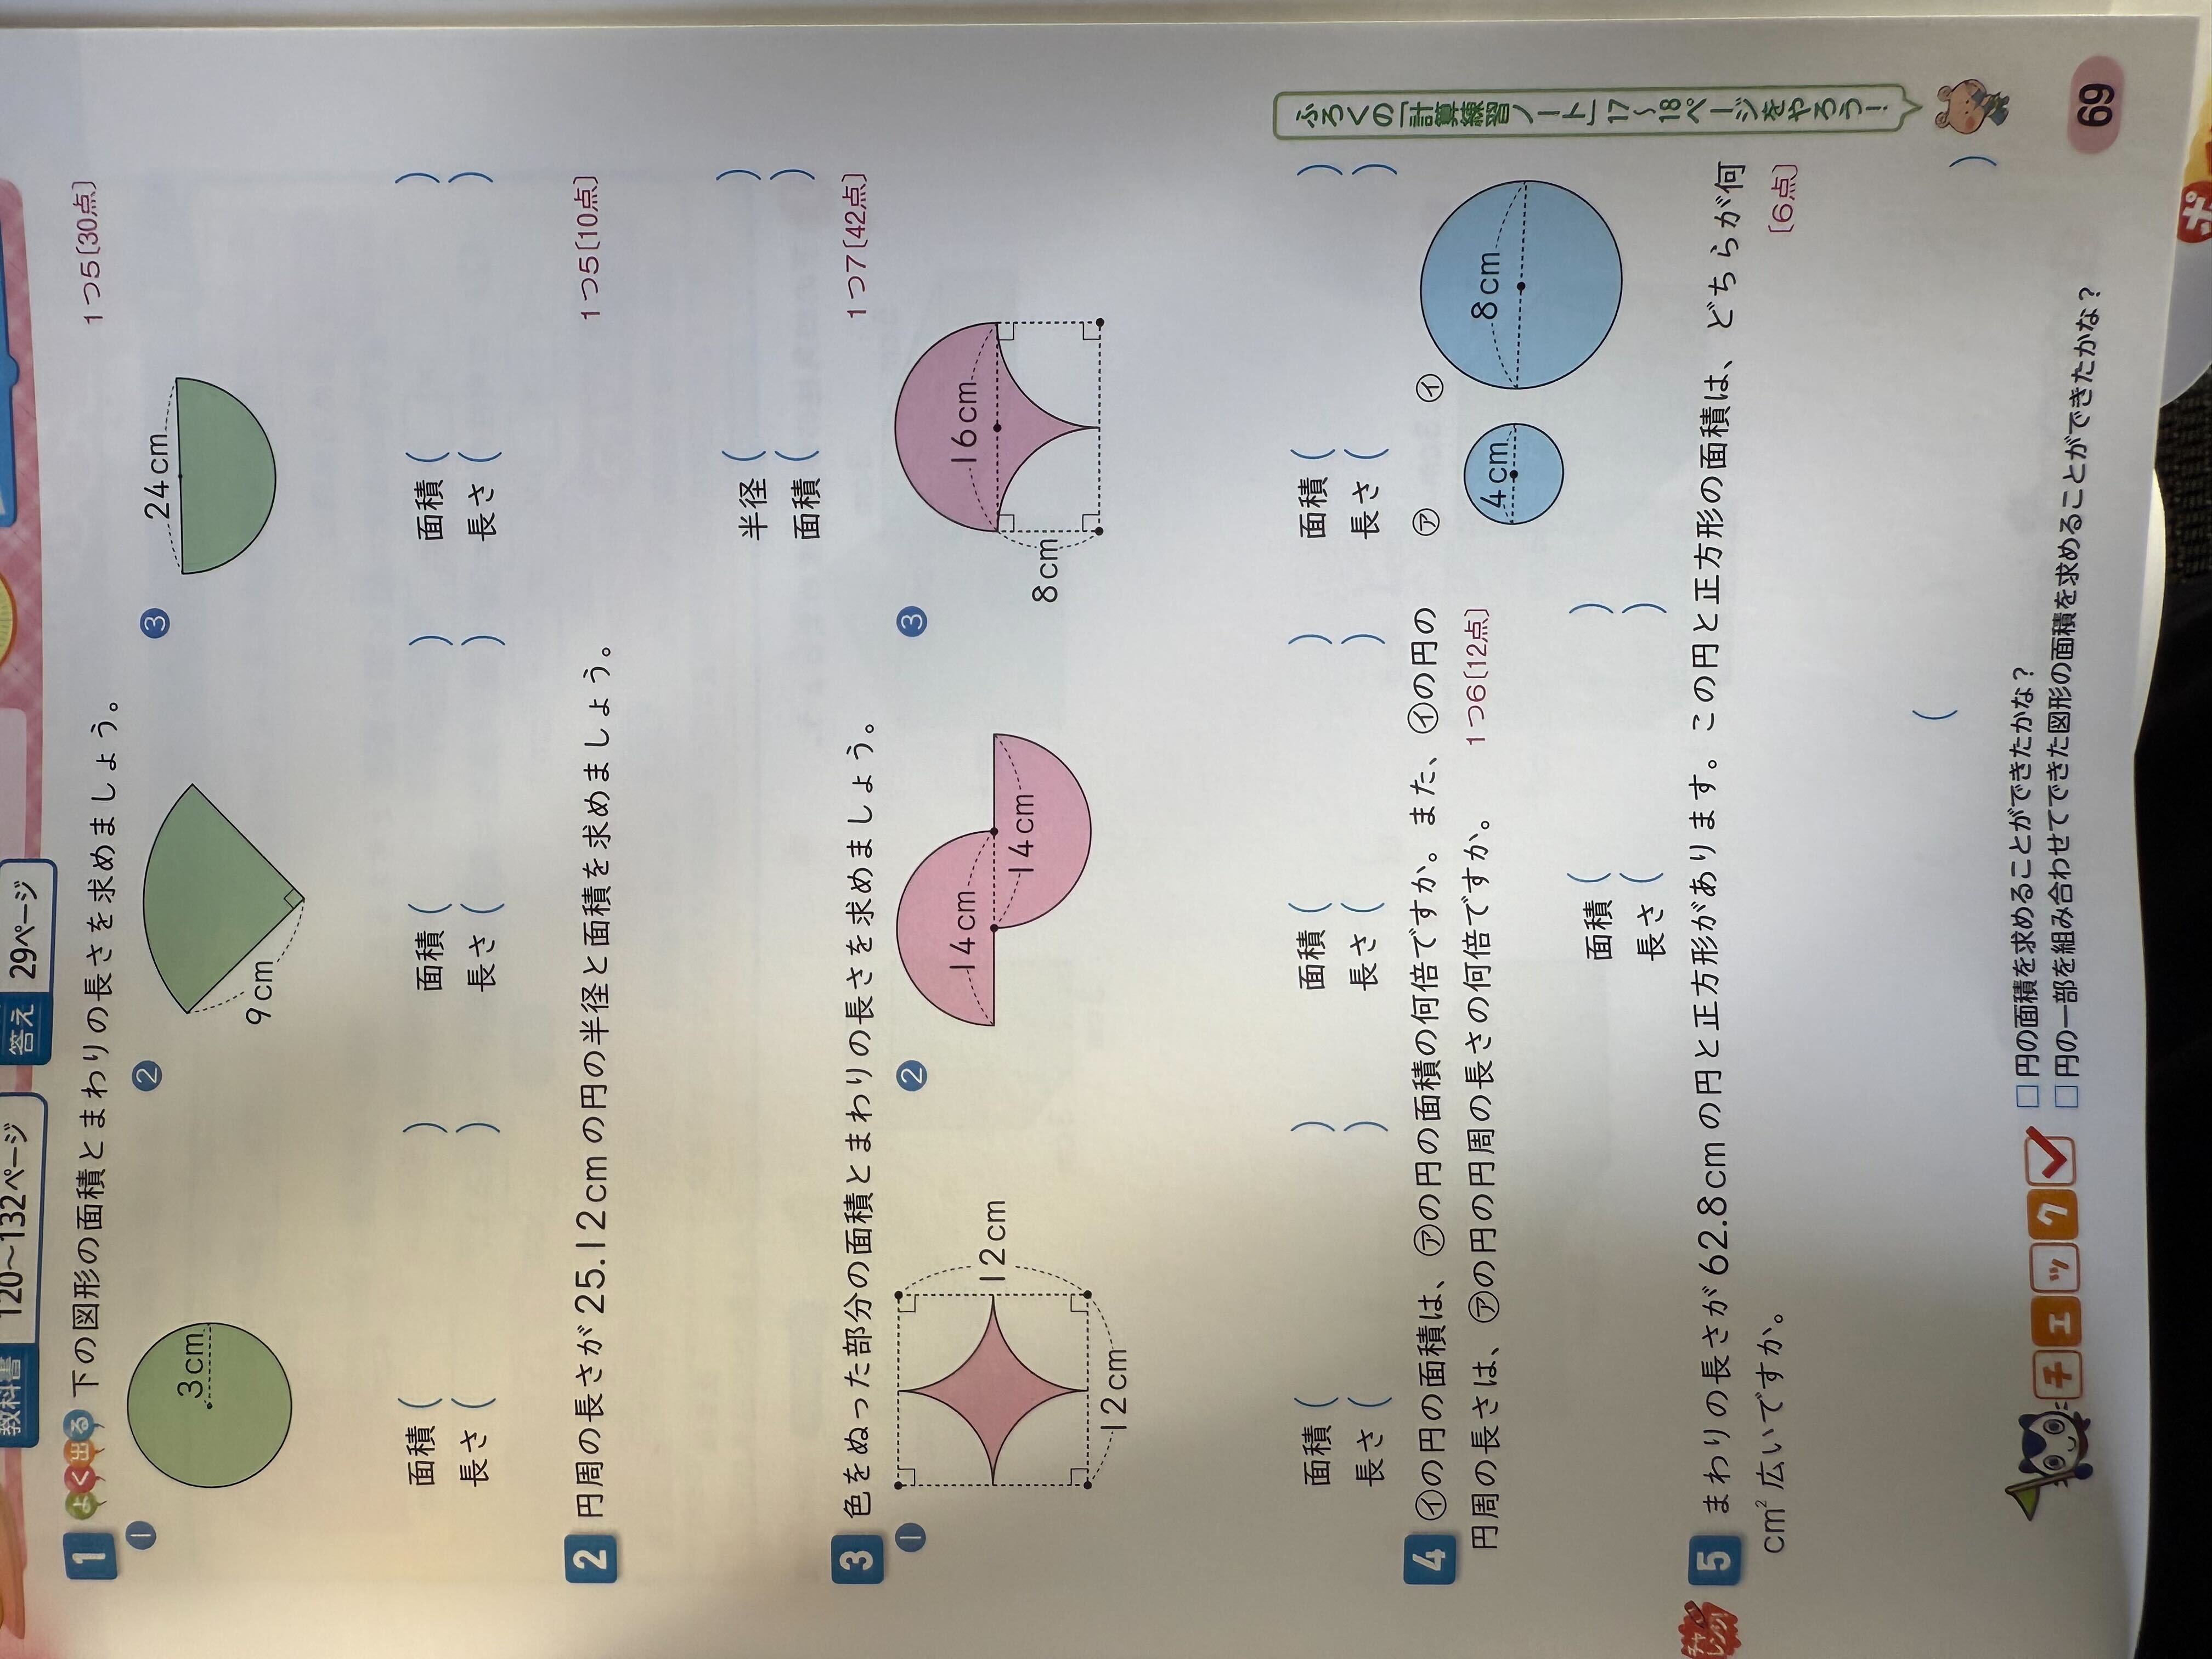 教科書 120～132ページ 答え 29ページ
1 よく出る 下の図形の面積とまわりの長さを求めましょう。 1つ5〔30点〕
❶ ❷ ❸
3cm
9cm
24cm
面積( ) 面積( ) 面積( )
長さ( ) 長さ( ) 長さ( )
2 円周の長さが25.12cmの円の半径と面積を求めましょう。 1つ5〔10点〕
半径( )
面積( )
3 色をぬった部分の面積とまわりの長さを求めましょう。 1つ7〔42点〕
❶ ❷ ❸
12cm
12cm
14cm
14cm
16cm
8cm
面積( ) 面積( ) 面積( )
長さ( ) 長さ( ) 長さ( )
4 ㋑の円の面積は、㋐の円の面積の何倍ですか。また、㋑の円の
円周の長さは、㋐の円の円周の長さの何倍ですか。 1つ6〔12点〕
㋐ ㋑
4cm
8cm
面積( )
長さ( )
チャレンジ
5 まわりの長さが62.8cmの円と正方形があります。この円と正方形の面積は、どちらが何
cm²広いですか。 〔6点〕
( )
チェック
□円の面積を求めることができたかな？
□円の一部を組み合わせてできた図形の面積を求めることができたかな？
ふろくの「計算練習ノート」17～18ページをやろう！
69